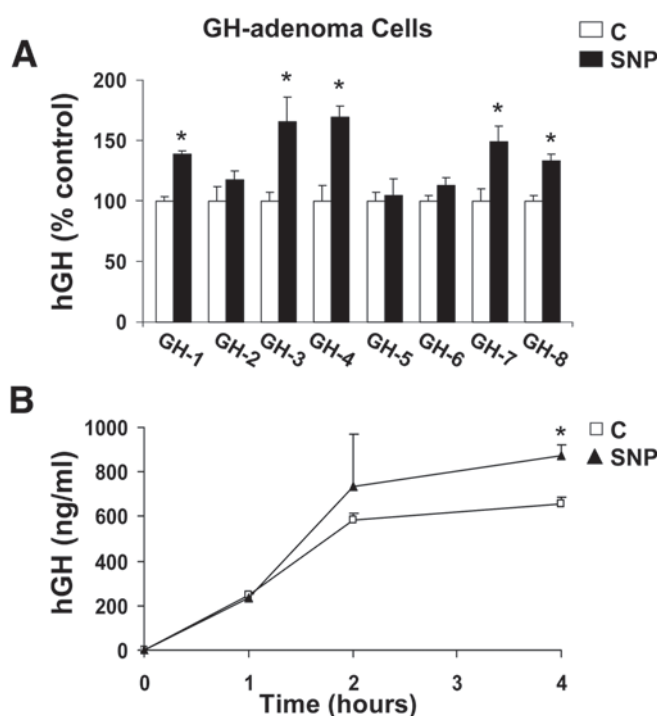 GH-adenoma Cells
C
SNP
A
hGH (% control)
200
150
100
50
0
* * * * *
GH-1 GH-2 GH-3 GH-4 GH-5 GH-6 GH-7 GH-8
B
C
SNP
hGH (ng/ml)
1000
800
600
400
200
0
*
0 1 2 3 4
Time (hours)